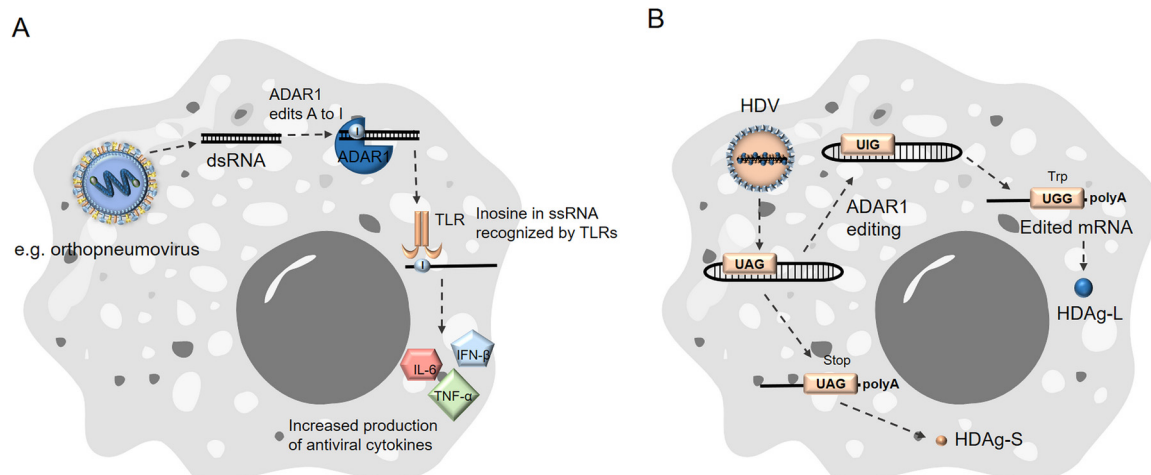 A
ADAR1
edits A to I
dsRNA
I
ADAR1
e.g. orthopneumovirus
TLR
Inosine in ssRNA
recognized by TLRs
I
IFN-β
IL-6
TNF-α
Increased production
of antiviral cytokines
B
HDV
UIG
Trp
UGG
polyA
Edited mRNA
ADAR1
editing
UAG
HDAg-L
Stop
UAG
polyA
HDAg-S